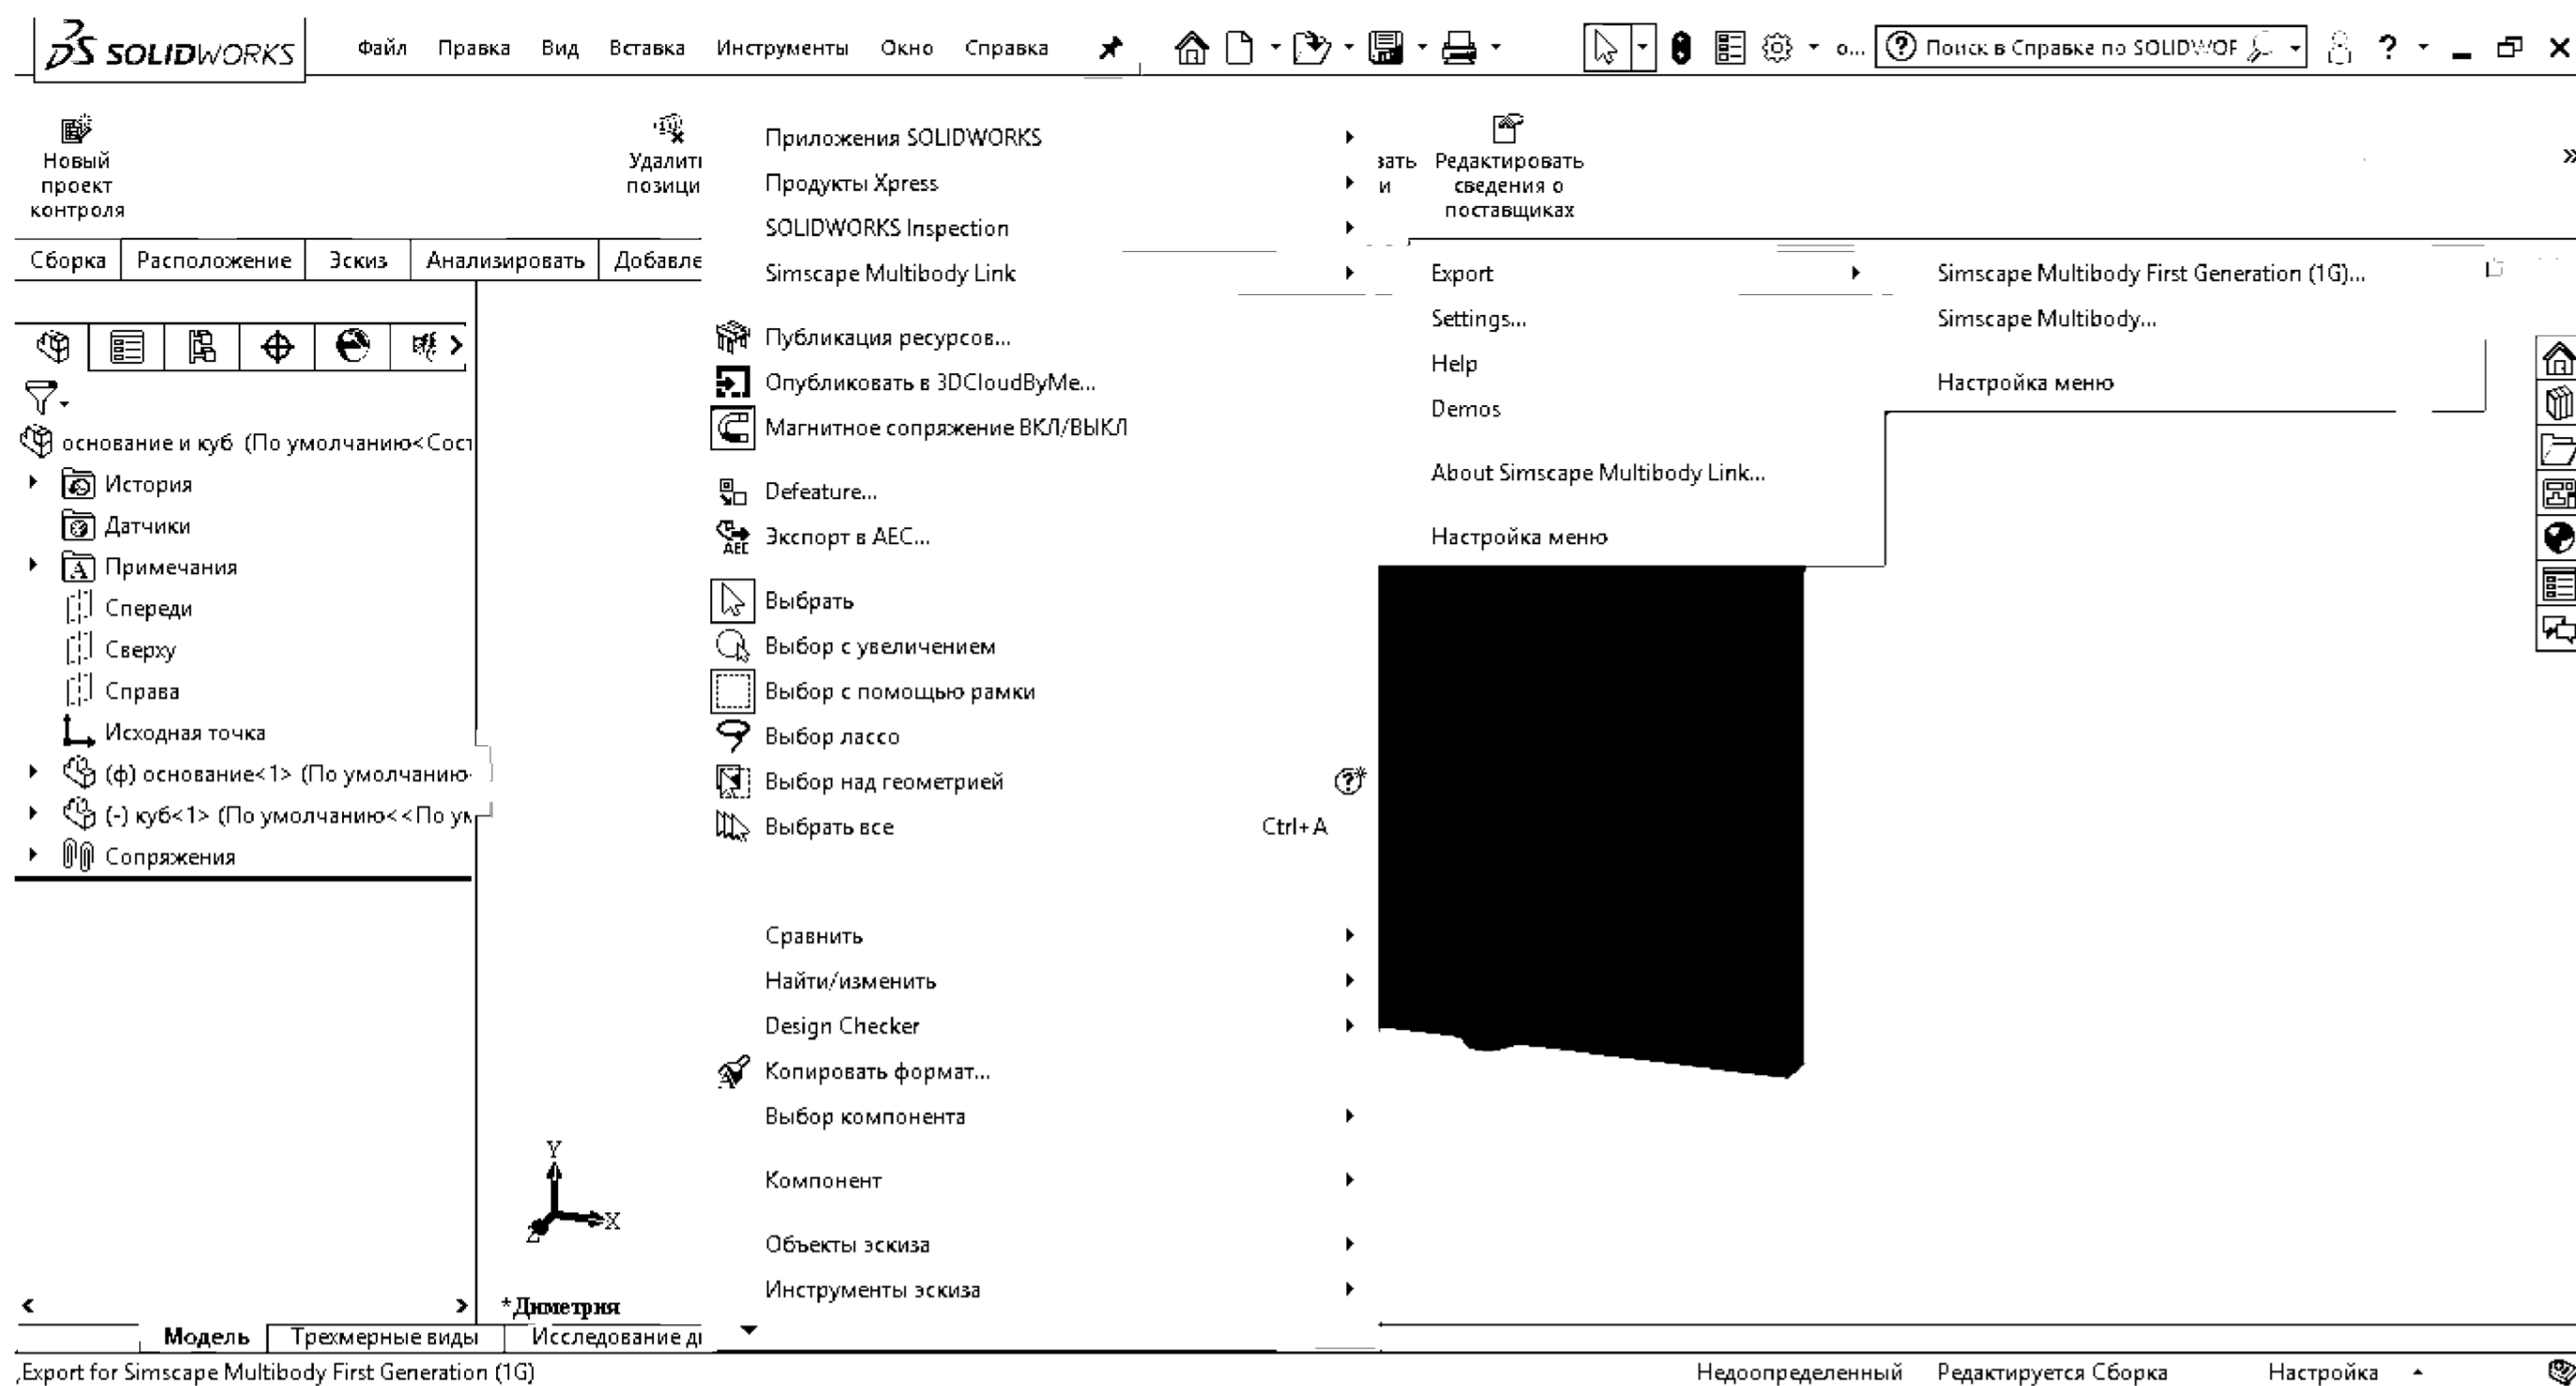 SOLIDWORKS Файл Правка Вид Вставка Инструменты Окно Справка о... Поиск в Справке по SOLIDWOR
Новый
проект
контроля
Удалить
позици
зать
и
Редактировать
сведения о
поставщиках
Сборка Расположение Эскиз Анализировать Добавле
основание и куб (По умолчанию<Сост
История
Датчики
Примечания
Спереди
Сверху
Справа
Исходная точка
(ф) основание<1> (По умолчанию
(-) куб<1> (По умолчанию<<По ум
Сопряжения
Приложения SOLIDWORKS
Продукты Xpress
SOLIDWORKS Inspection
Simscape Multibody Link
Публикация ресурсов...
Опубликовать в 3DCloudByMe...
Магнитное сопряжение ВКЛ/ВЫКЛ
Defeature...
Экспорт в AEC...
Выбрать
Выбор с увеличением
Выбор с помощью рамки
Выбор лассо
Выбор над геометрией
Выбрать все Ctrl+A
Сравнить
Найти/изменить
Design Checker
Копировать формат...
Выбор компонента
Компонент
Объекты эскиза
Инструменты эскиза
Export
Settings...
Help
Demos
About Simscape Multibody Link...
Настройка меню
Simscape Multibody First Generation (1G)...
Simscape Multibody...
Настройка меню
Y
X
Z
*Диметрия
Модель Трехмерные виды Исследование д
Export for Simscape Multibody First Generation (1G) Недоопределенный Редактируется Сборка Настройка